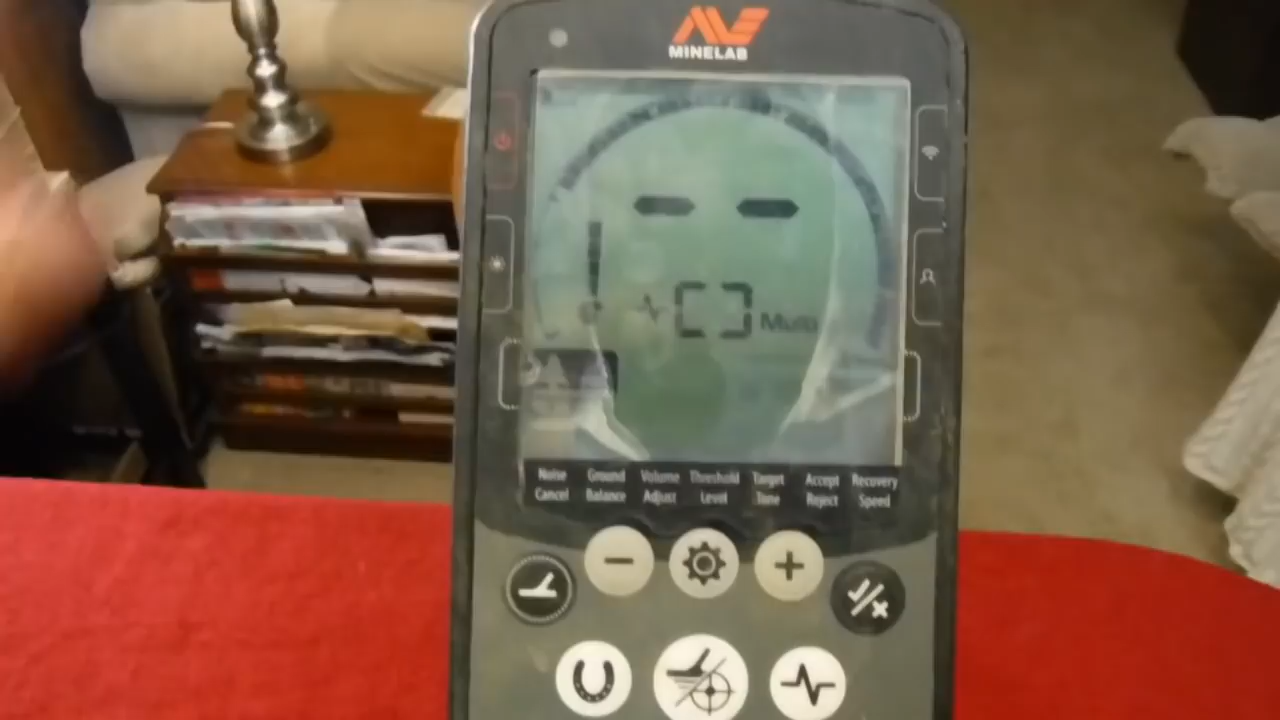 MINELAB
Multi
Noise Cancel
Ground Balance
Volume Adjust
Threshold Level
Target Tone
Accept Reject
Recovery Speed